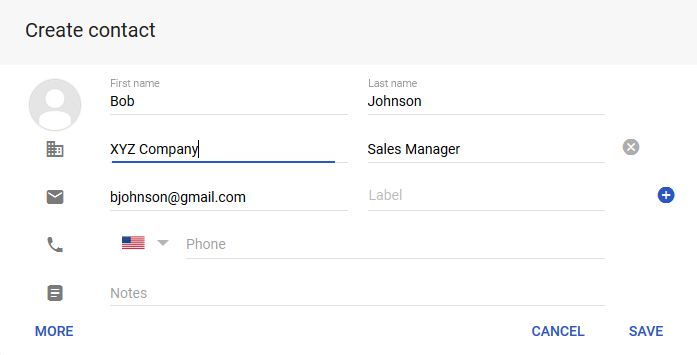 Create contact
First name Last name
Bob Johnson
XYZ Company Sales Manager
bjohnson@gmail.com Label
Phone
Notes
MORE CANCEL SAVE